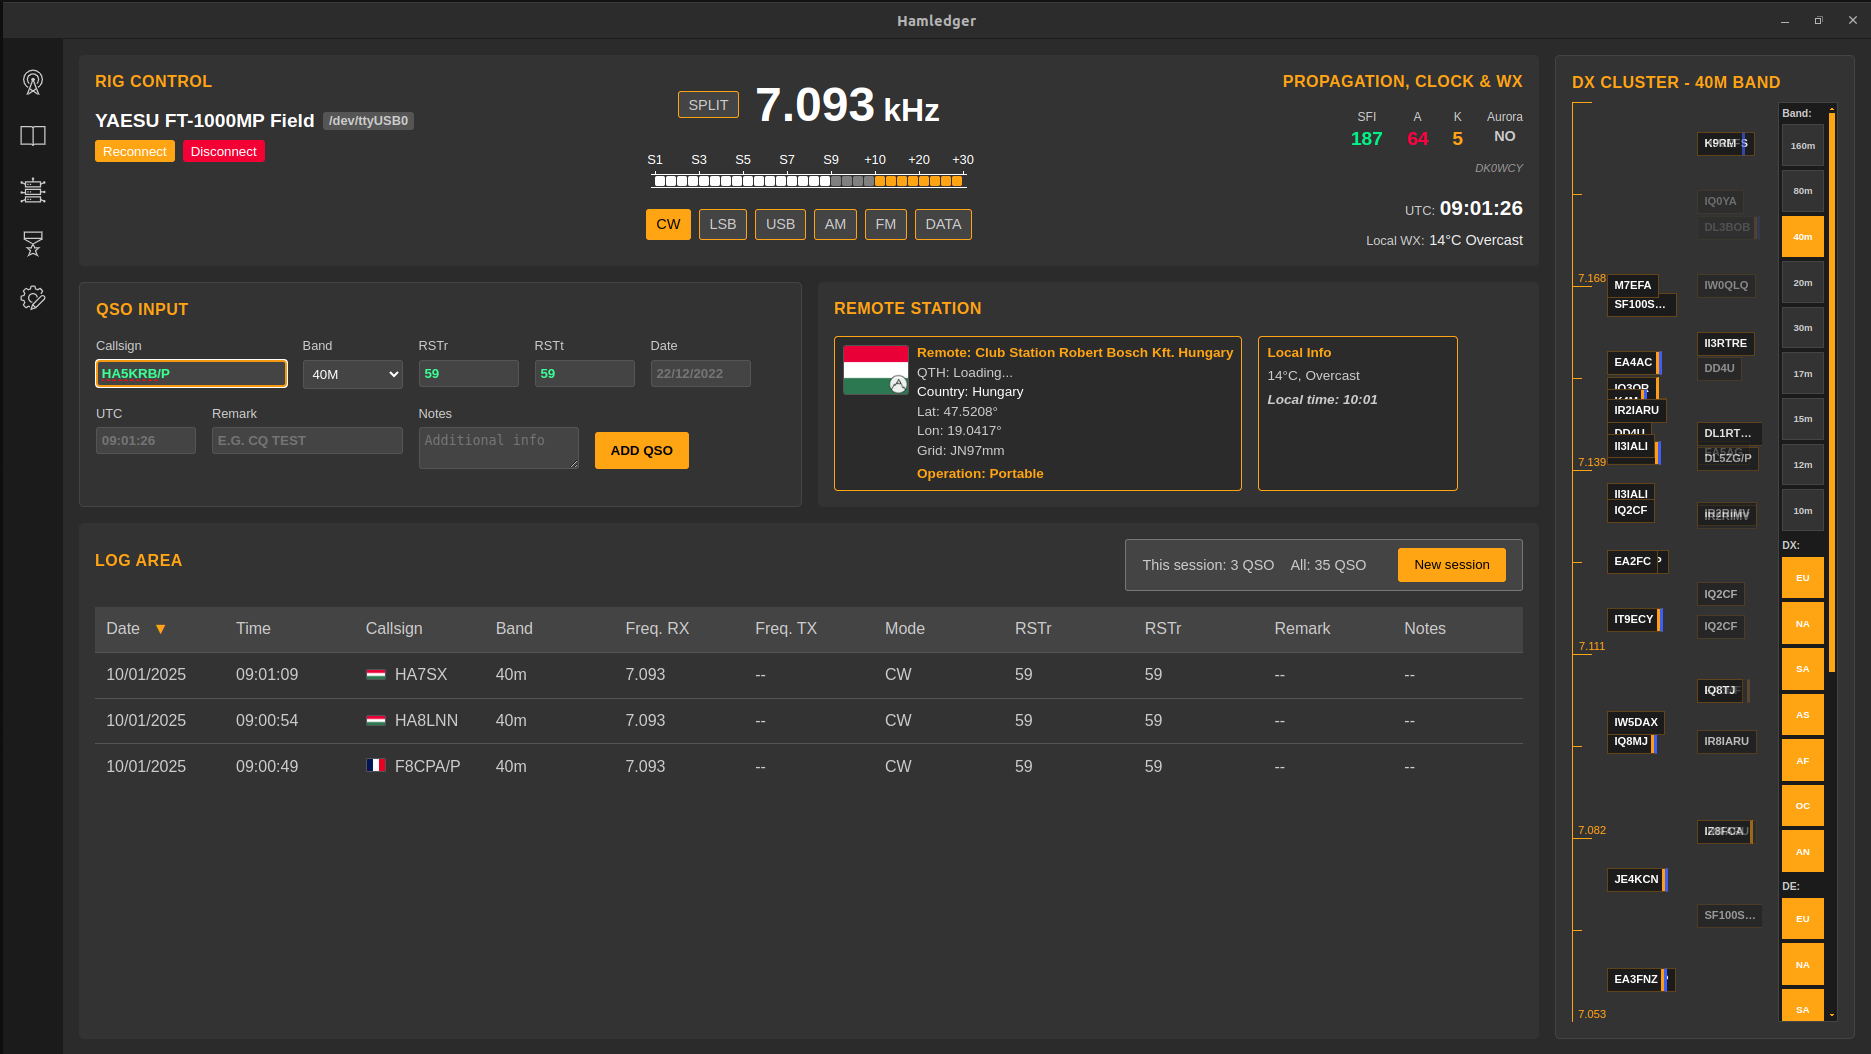 Hamledger
RIG CONTROL
YAESU FT-1000MP Field /dev/ttyUSB0
Reconnect Disconnect
SPLIT 7.093 kHz
S1 S3 S5 S7 S9 +10 +20 +30
CW LSB USB AM FM DATA
PROPAGATION, CLOCK & WX
SFI A K Aurora
187 64 5 NO
DK0WCY
UTC: 09:01:26
Local WX: 14°C Overcast
QSO INPUT
Callsign Band RSTr RSTt Date
HA5KRB/P 40M 59 59 22/12/2022
UTC Remark Notes
09:01:26 E.G. CQ TEST Additional info ADD QSO
REMOTE STATION
Remote: Club Station Robert Bosch Kft. Hungary
QTH: Loading...
Country: Hungary
Lat: 47.5208°
Lon: 19.0417°
Grid: JN97mm
Operation: Portable
Local Info
14°C, Overcast
Local time: 10:01
LOG AREA
This session: 3 QSO All: 35 QSO New session
Date ▼ Time Callsign Band Freq. RX Freq. TX Mode RSTr RSTr Remark Notes
10/01/2025 09:01:09 HA7SX 40m 7.093 -- CW 59 59 -- --
10/01/2025 09:00:54 HA8LNN 40m 7.093 -- CW 59 59 -- --
10/01/2025 09:00:49 F8CPA/P 40m 7.093 -- CW 59 59 -- --
DX CLUSTER - 40M BAND
IQ0YA
DL3BOB
7.168
M7EFA IW0QLQ
SF100S...
II3RTRE
EA4AC DD4U
IR2IARU
DL1RT...
II3IALI
DL5ZG/P
7.139
II3IALI
IQ2CF IR2RIMV
EA2FC
IQ2CF
IT9ECY IQ2CF
7.111
IQ8TJ
IW5DAX
IQ8MJ IR8IARU
7.082
JE4KCN
SF100S...
EA3FNZ
7.053
Band:
160m
80m
40m
20m
30m
17m
15m
12m
10m
DX:
EU
NA
SA
AS
AF
OC
AN
DE:
EU
NA
SA